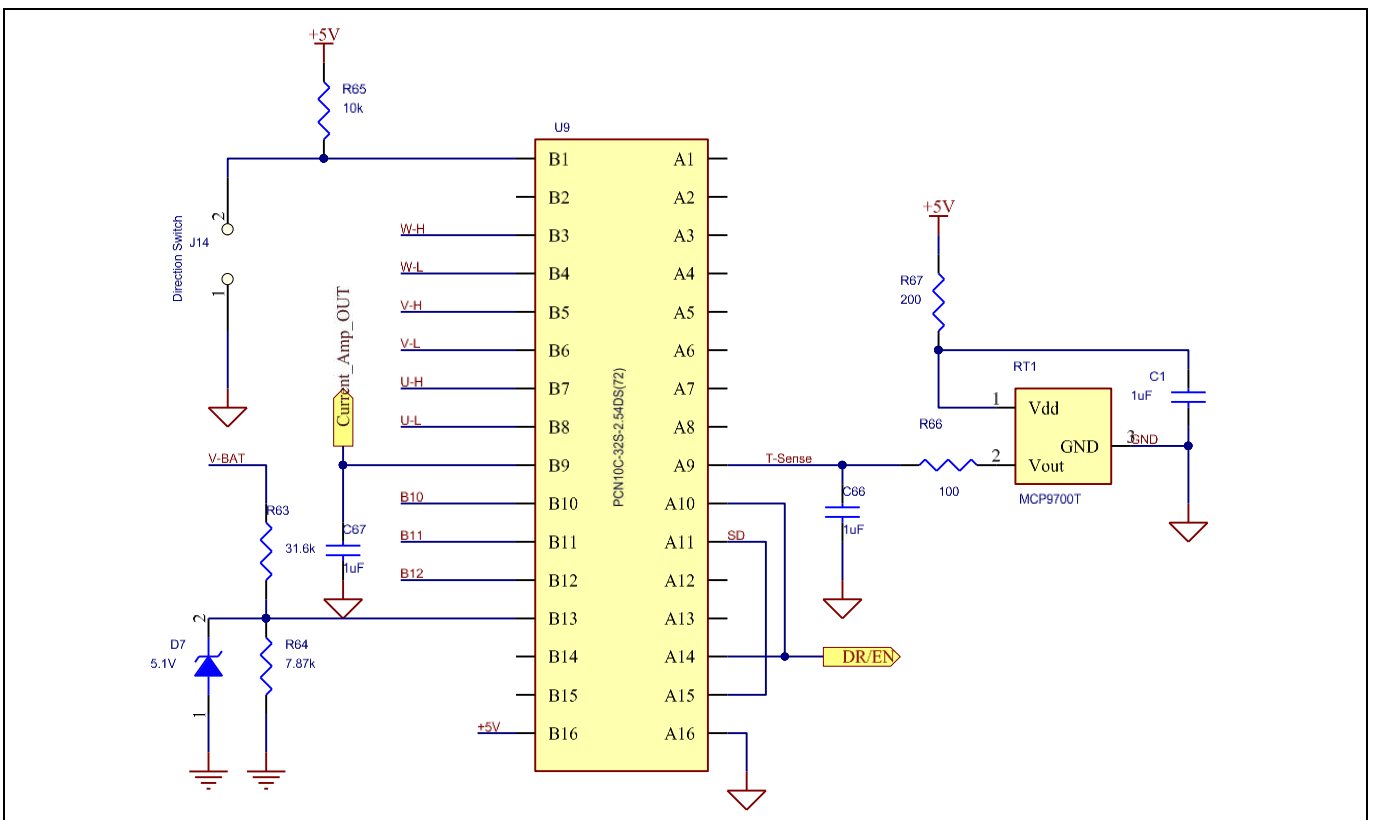 +5V
R65
10k
U9
B1
B2
B3
B4
B5
B6
B7
B8
B9
B10
B11
B12
B13
B14
B15
B16
A1
A2
A3
A4
A5
A6
A7
A8
A9
A10
A11
A12
A13
A14
A15
A16
PCN10C-32S-2.54DS(72)
Direction Switch
J14
2
1
W-H
W-L
V-H
V-L
U-H
U-L
Current_Amp_OUT
B10
B11
B12
C67
1uF
V-BAT
R63
31.6k
R64
7.87k
D7
5.1V
2
1
+5V
T-Sense
SD
DR/EN
C66
1uF
R66
100
+5V
R67
200
RT1
1
Vdd
GND
Vout
2
3
GND
MCP9700T
C1
1uF